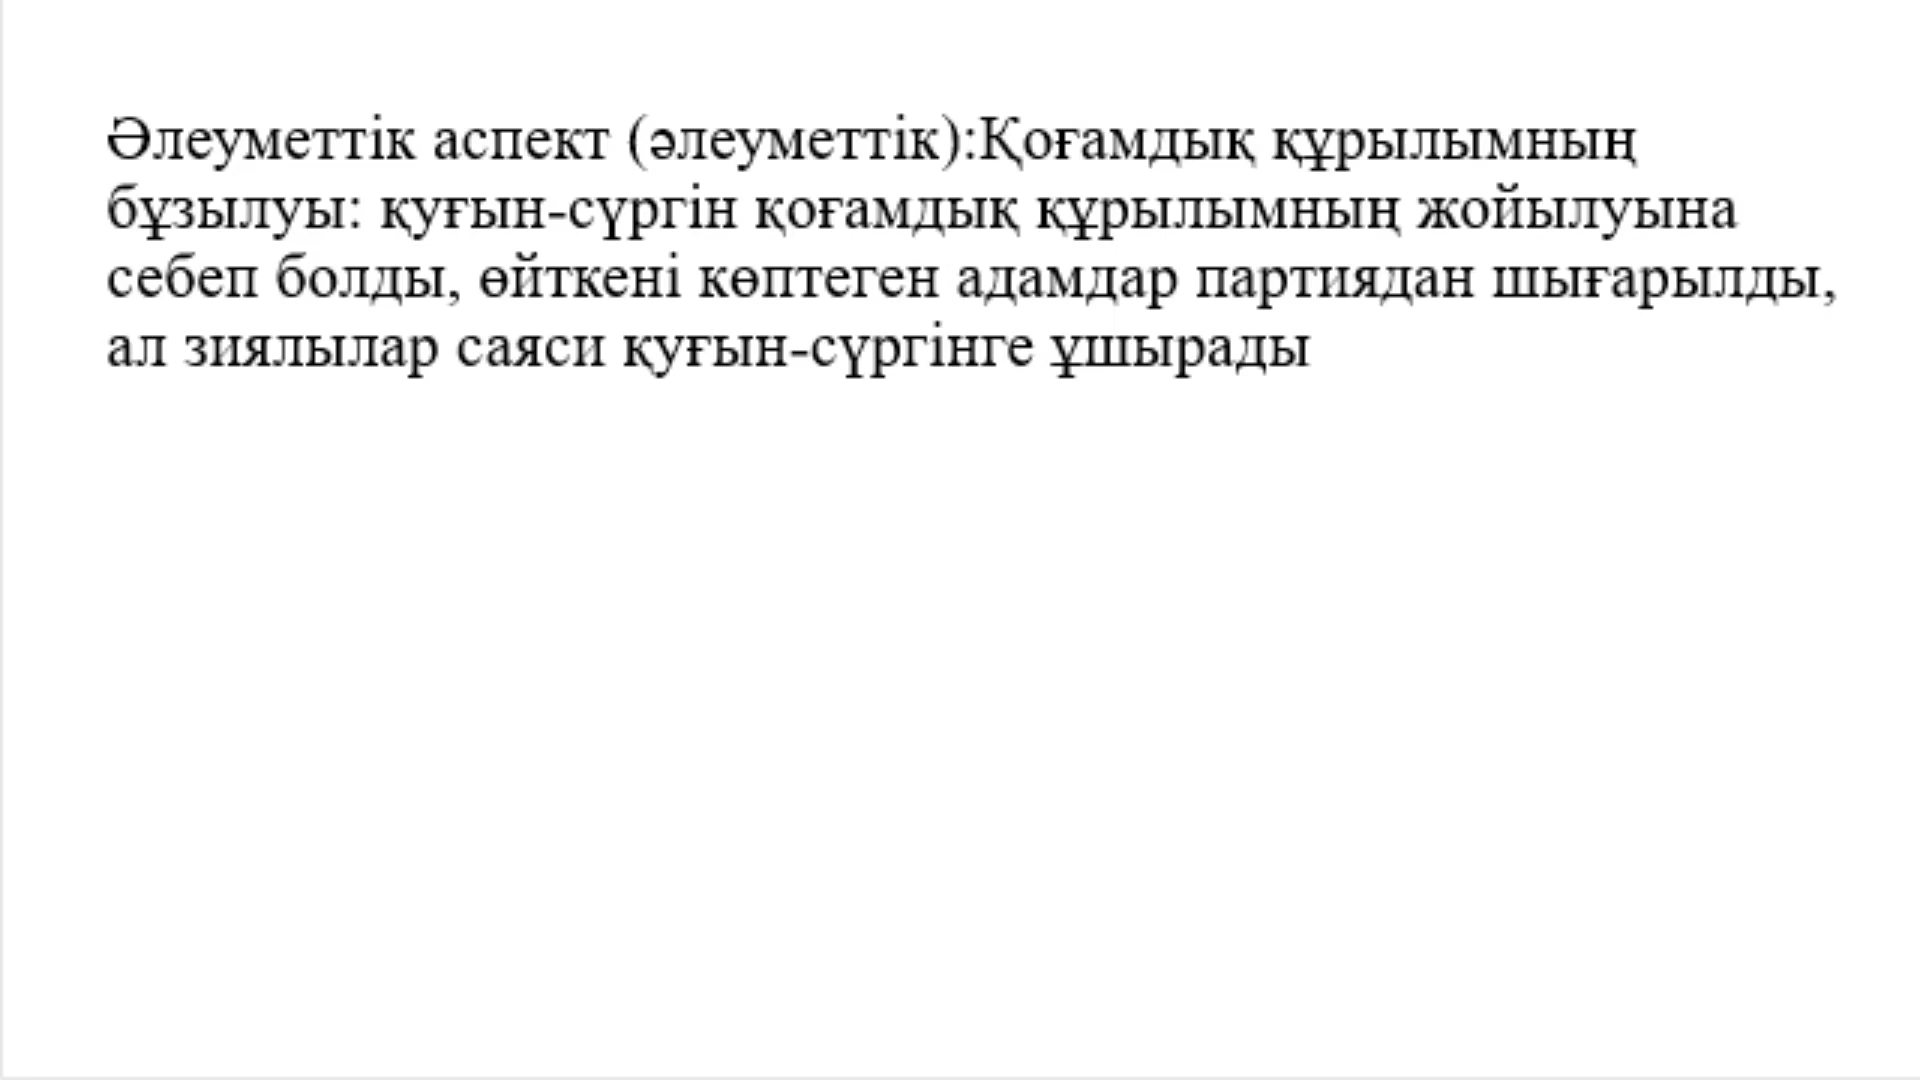 Әлеуметтік аспект (әлеуметтік):Қоғамдық құрылымның
бұзылуы: қуғын-сүргін қоғамдық құрылымның жойылуына
себеп болды, өйткені көптеген адамдар партиядан шығарылды,
ал зиялылар саяси қуғын-сүргінге ұшырады